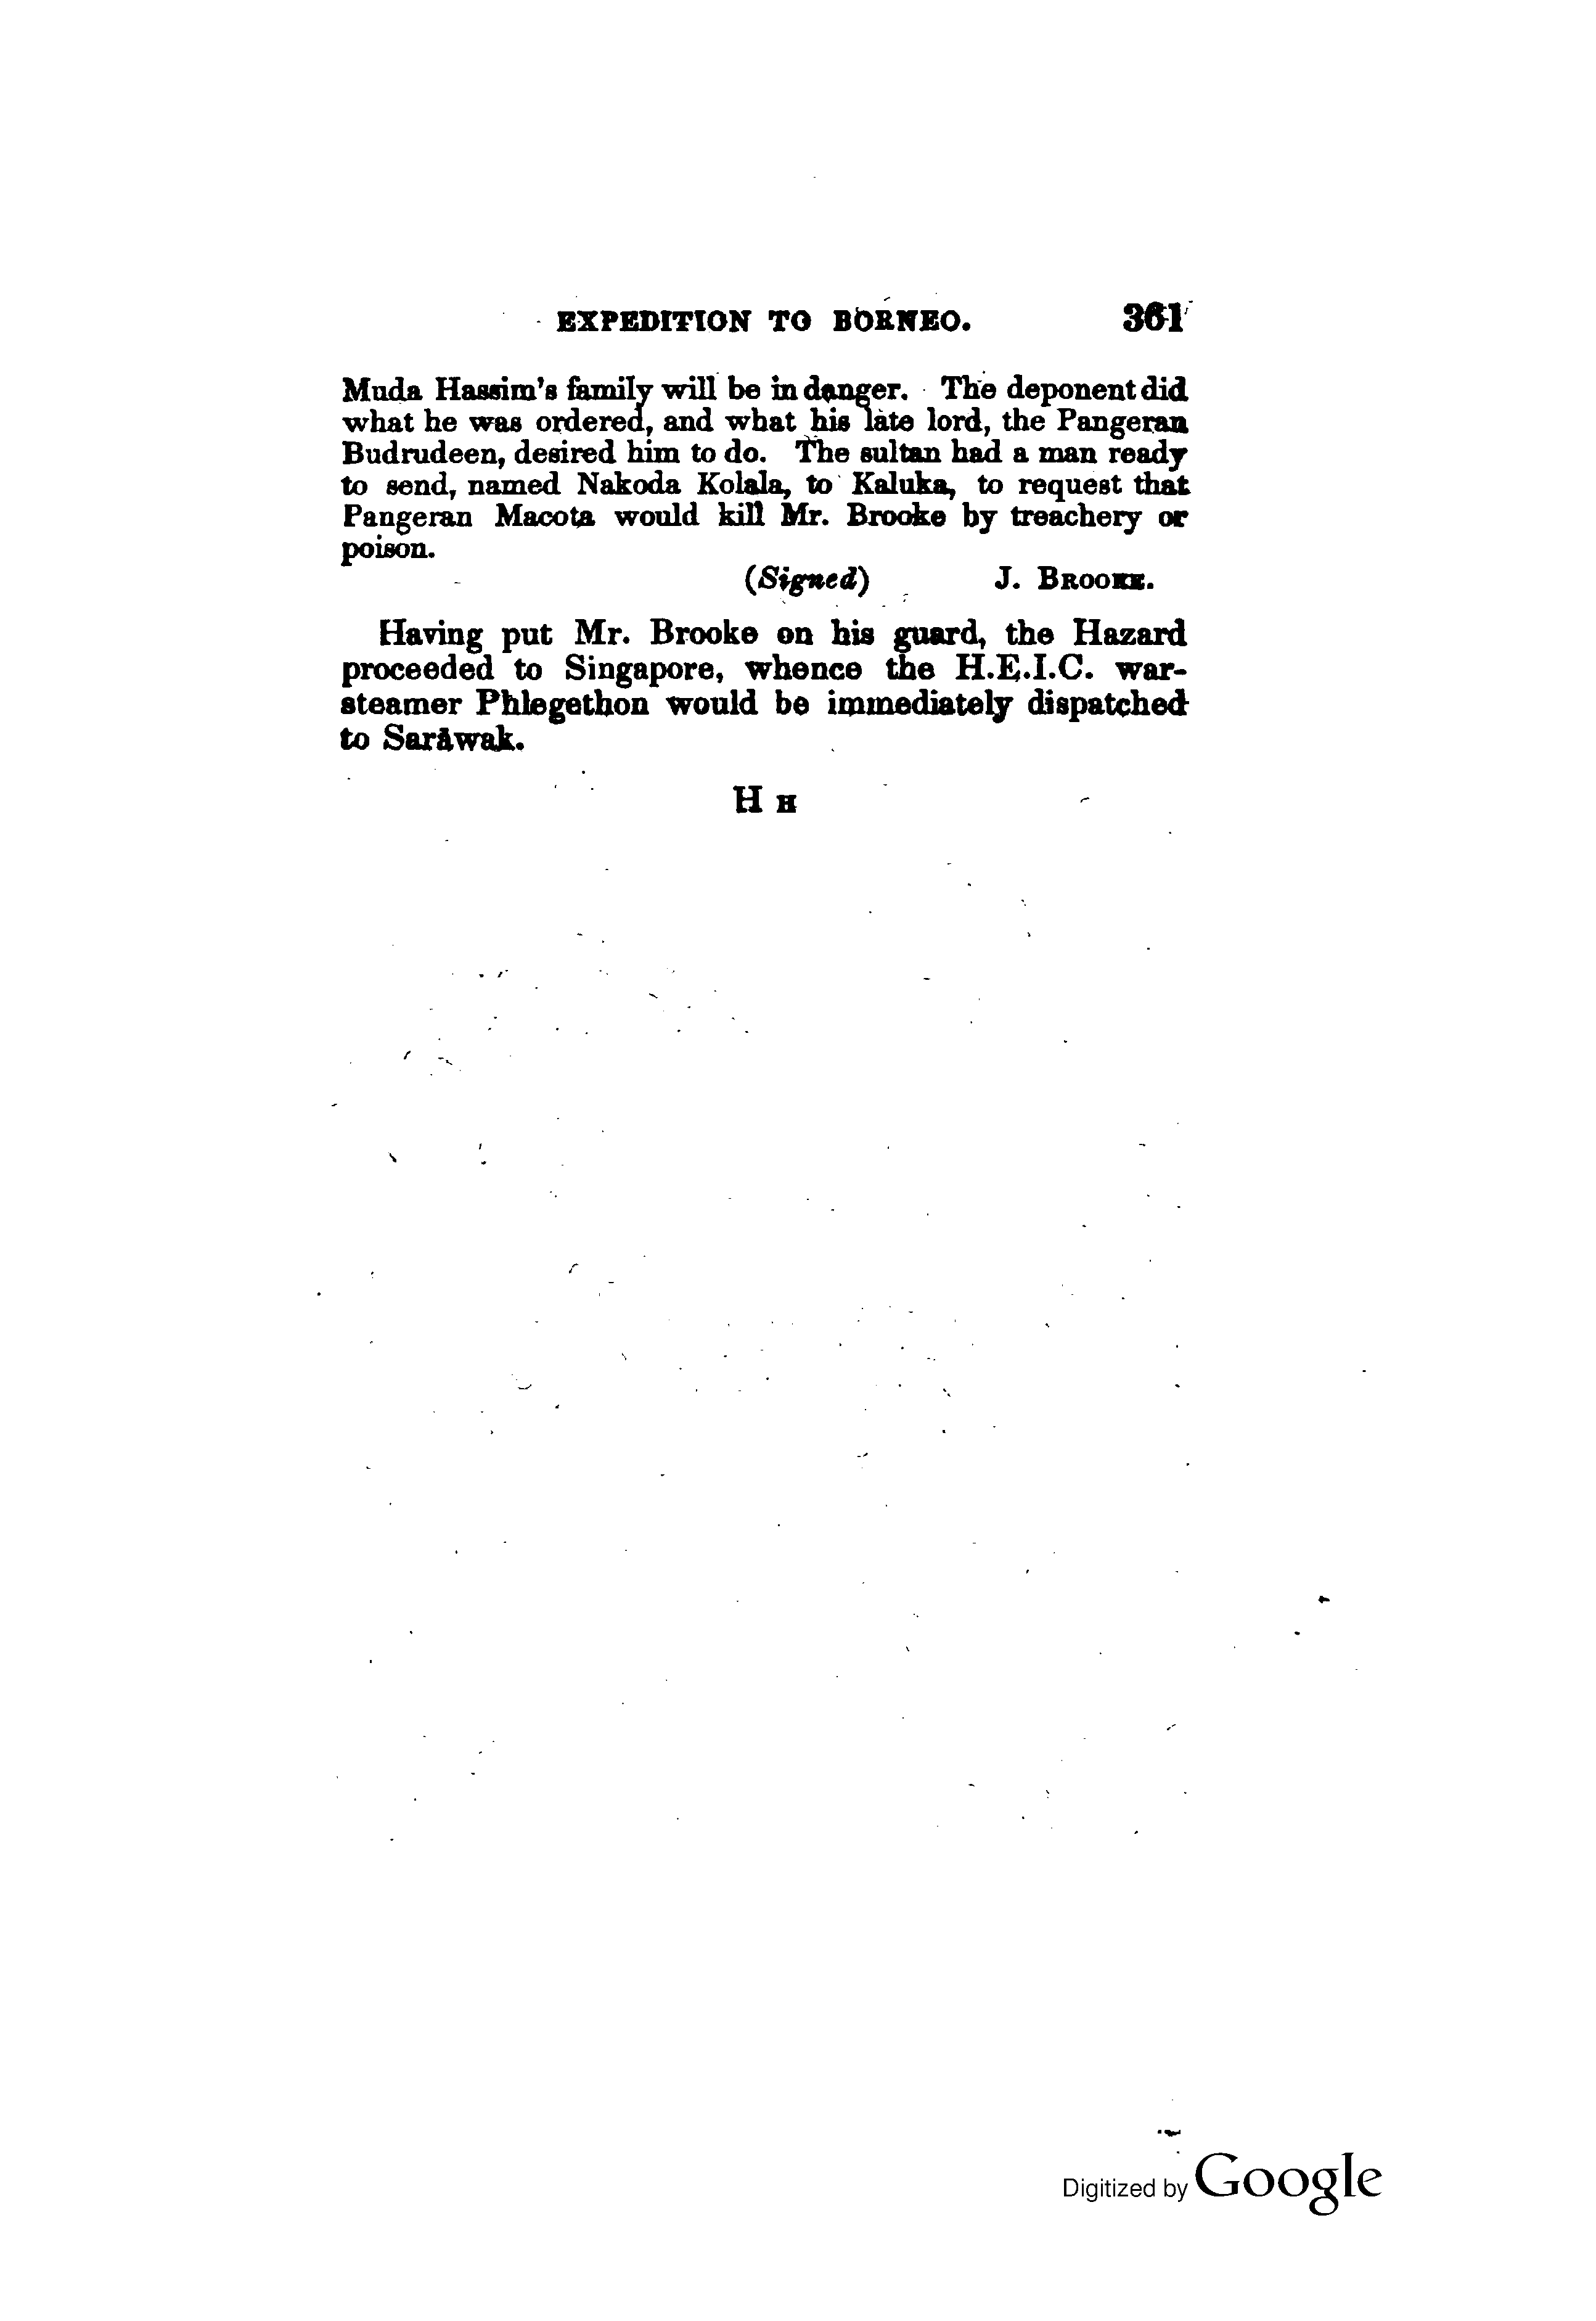 EXPEDITION TO BORNEO. 361
Muda Hassim's family will be in danger. The deponent did
what he was ordered, and what his late lord, the Pangeran
Budrudeen, desired him to do. The sultan had a man ready
to send, named Nakoda Kolala, to Kaluka, to request that
Pangeran Macota would kill Mr. Brooke by treachery or
poison.
(Signed) J. BROOKE.
Having put Mr. Brooke on his guard, the Hazard
proceeded to Singapore, whence the H.E.I.C. war-
steamer Phlegethon would be immediately dispatched
to Saråwak.
H H
Digitized by Google